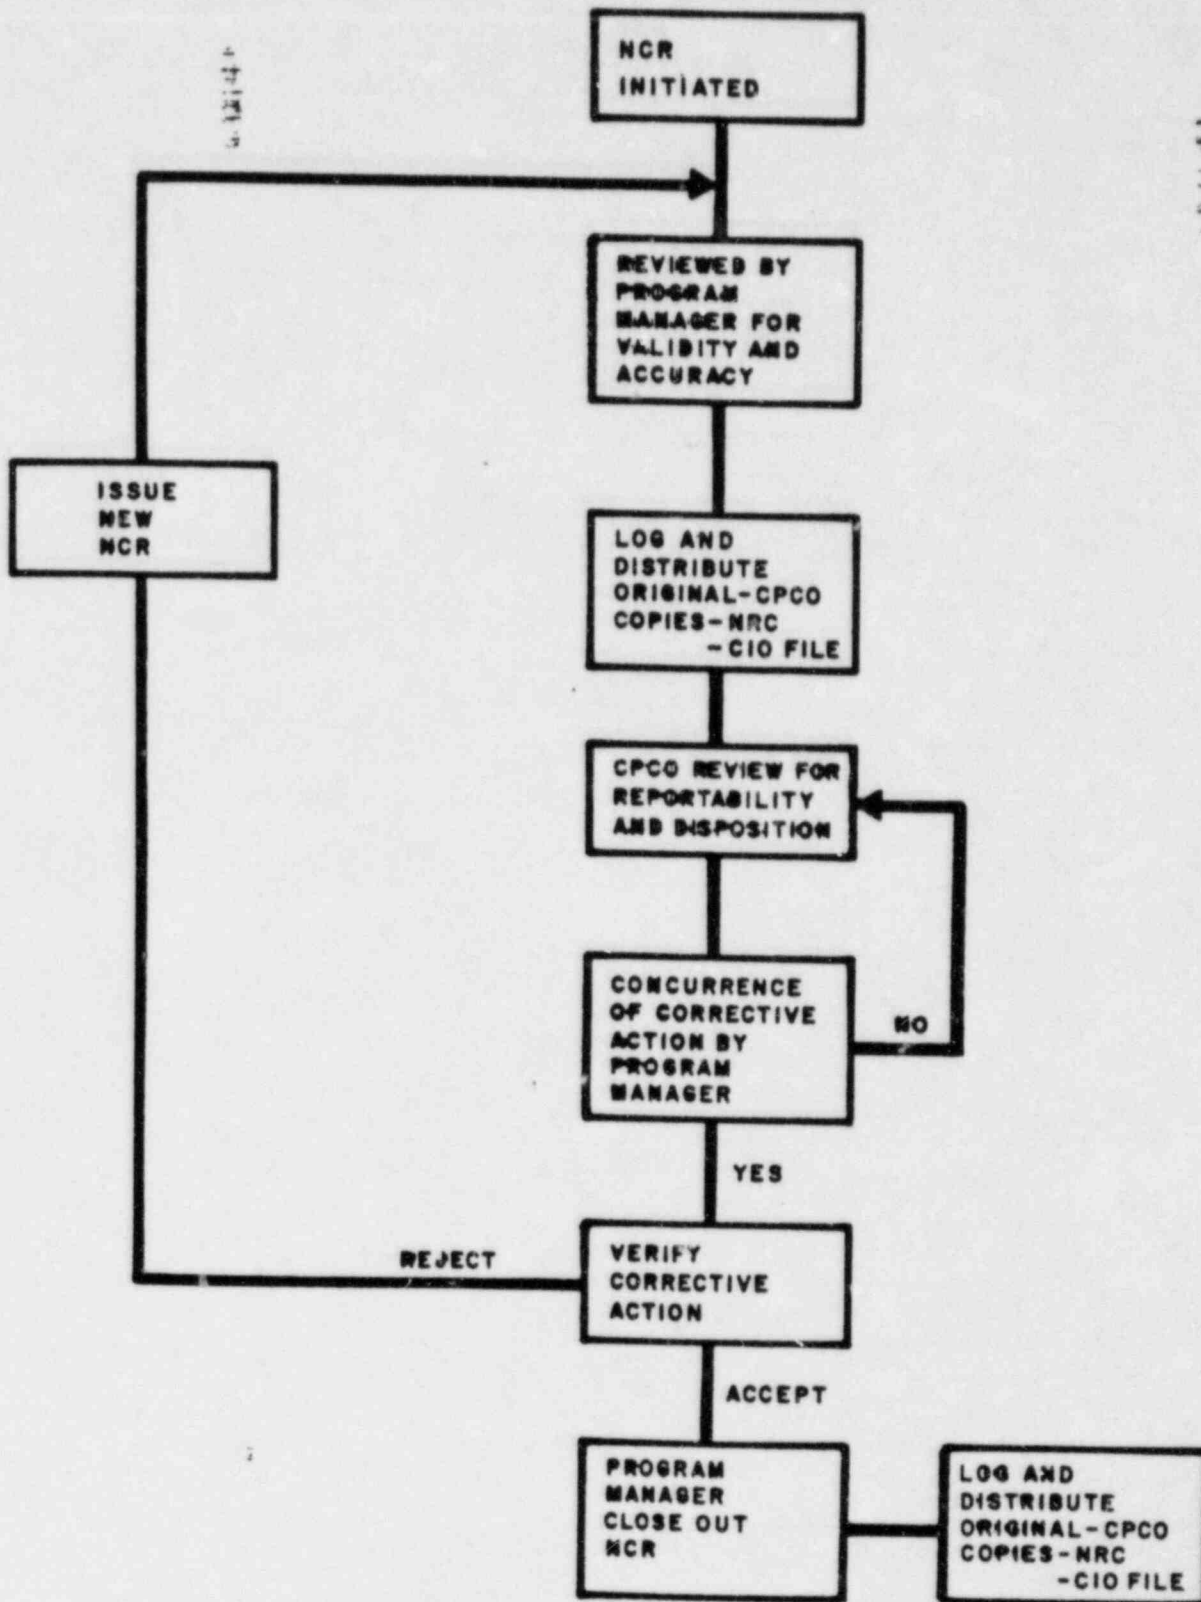 NCR
INITIATED
REVIEWED BY
PROGRAM
MANAGER FOR
VALIDITY AND
ACCURACY
ISSUE
NEW
NCR
LOG AND
DISTRIBUTE
ORIGINAL-CPCO
COPIES-NRC
-CIO FILE
CPCO REVIEW FOR
REPORTABILITY
AND DISPOSITION
CONCURRENCE
OF CORRECTIVE
ACTION BY
PROGRAM
MANAGER
NO
YES
REJECT
VERIFY
CORRECTIVE
ACTION
ACCEPT
PROGRAM
MANAGER
CLOSE OUT
NCR
LOG AND
DISTRIBUTE
ORIGINAL-CPCO
COPIES-NRC
-CIO FILE